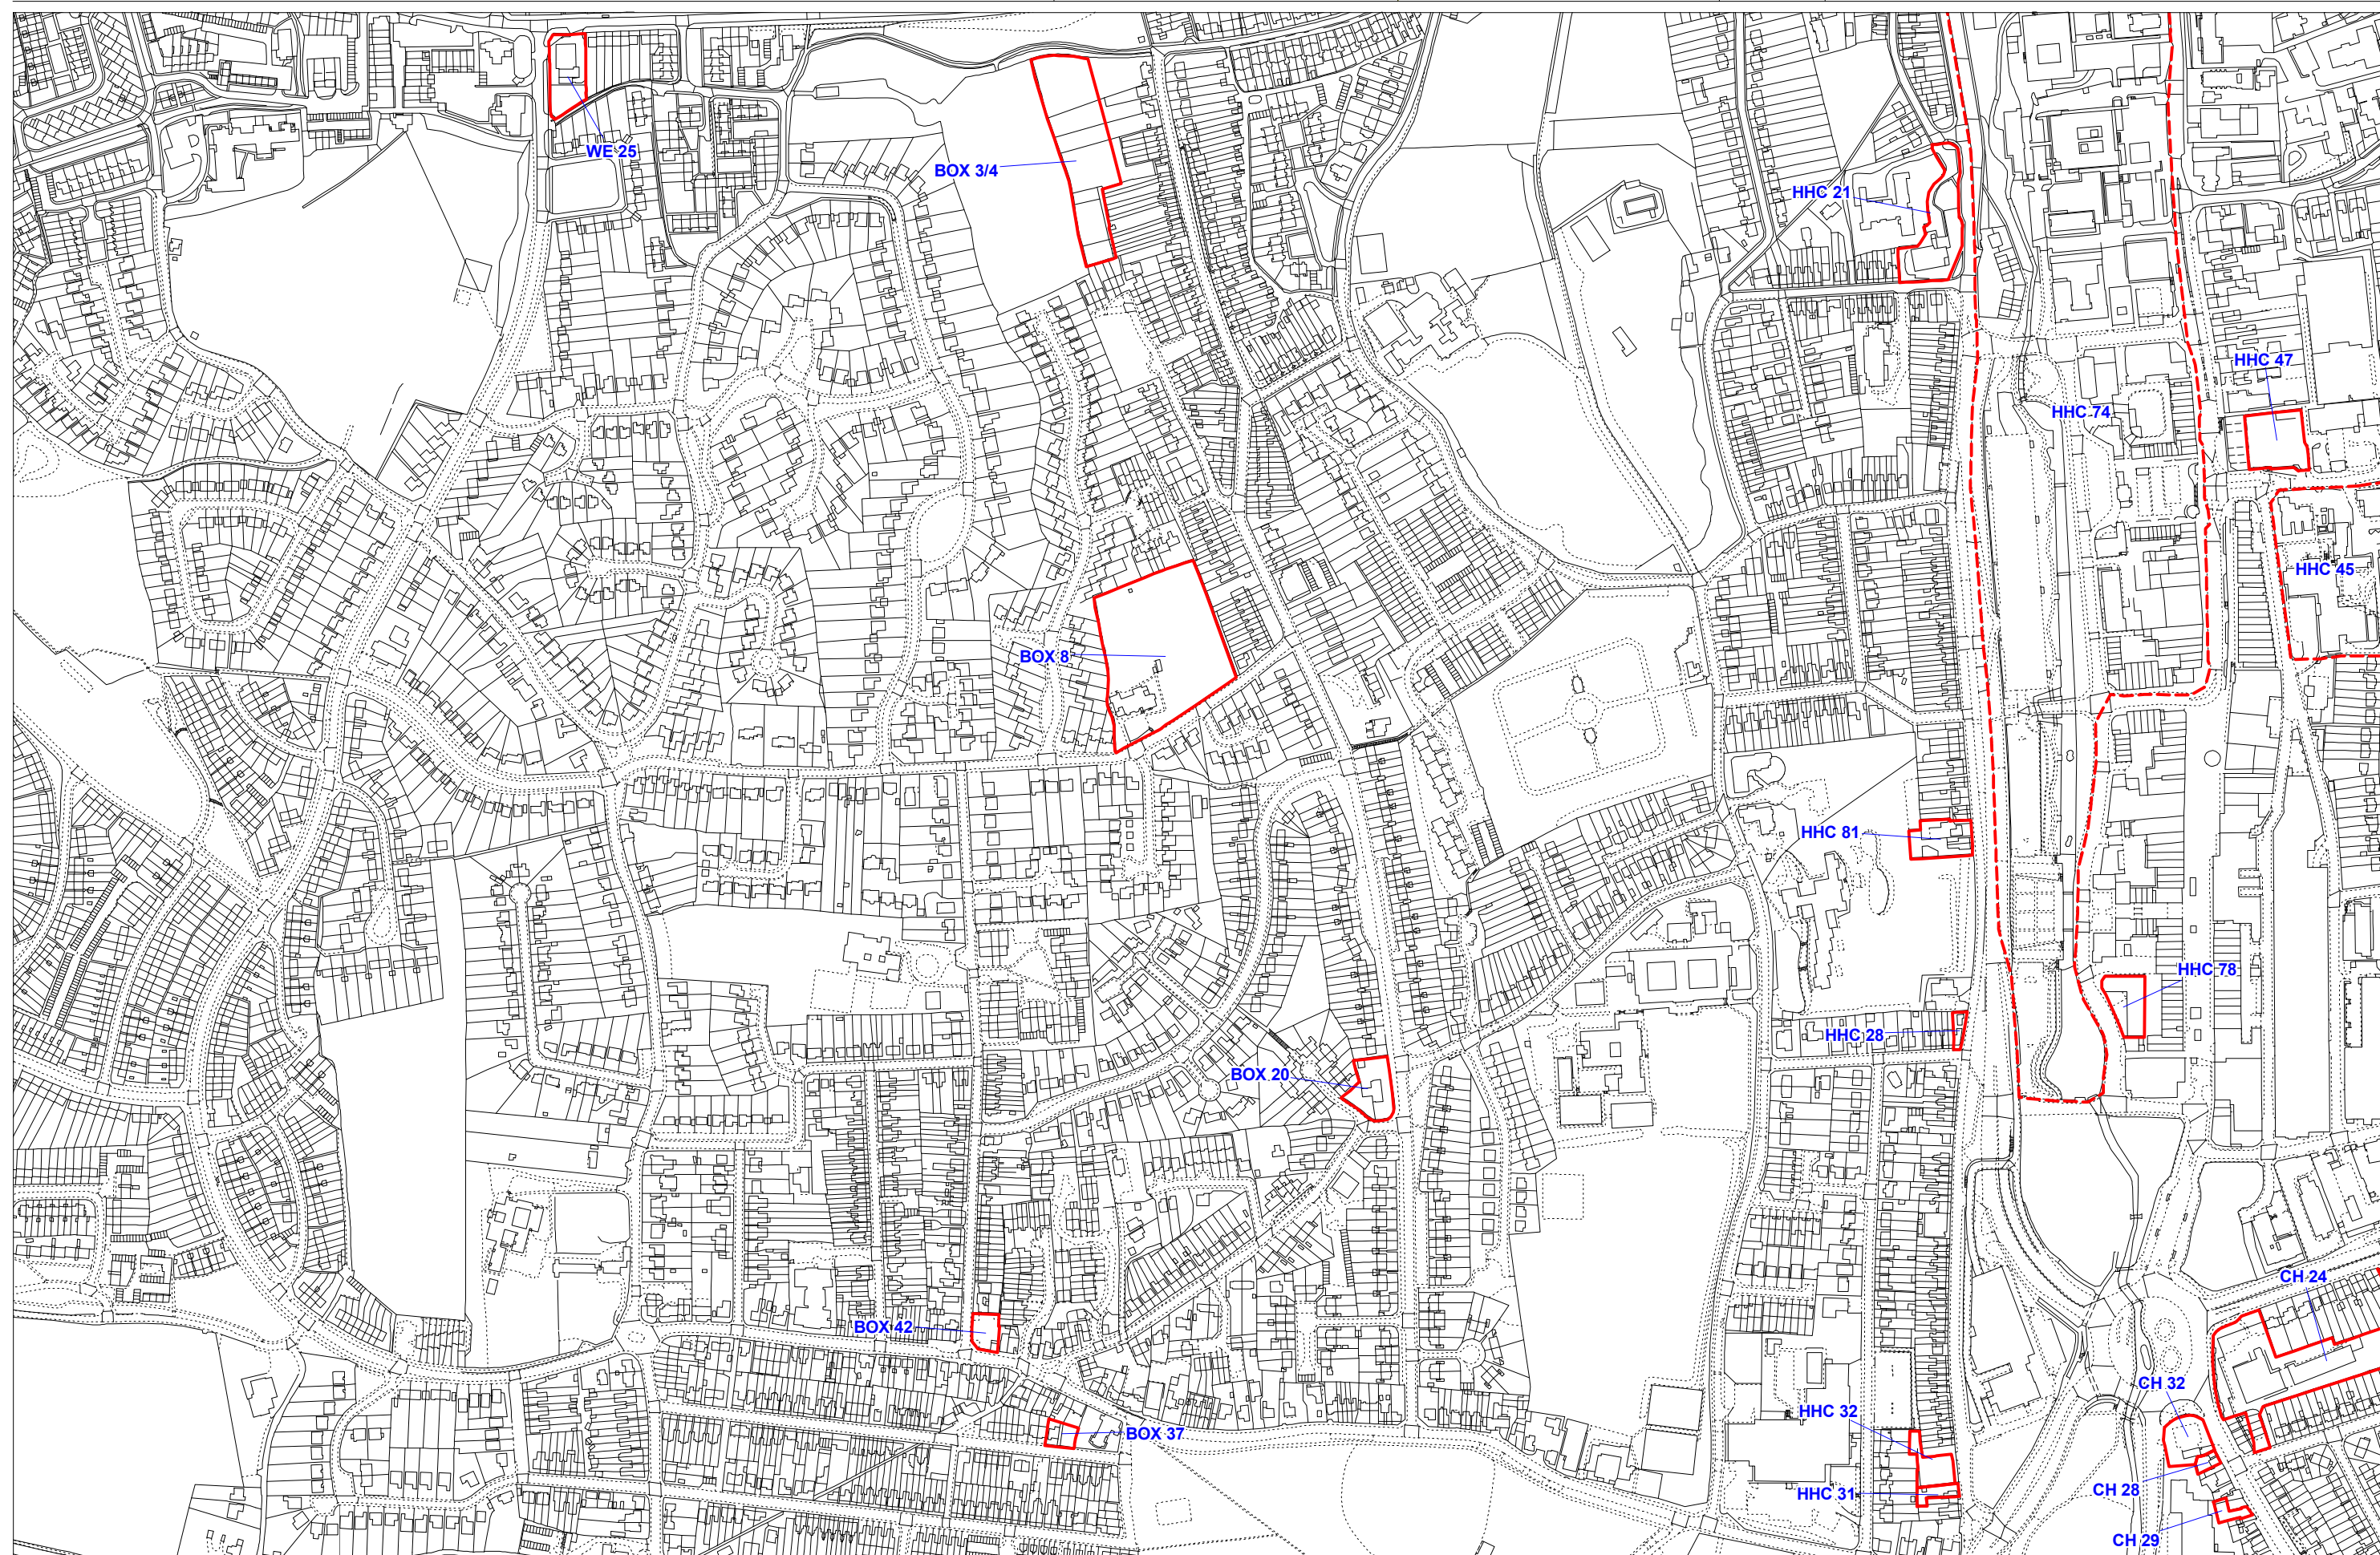 WE 25
BOX 3/4
HHC 21
HHC 47
HHC 74
HHC 45
BOX 8
HHC 81
HHC 78
HHC 28
BOX 20
CH 24
BOX 42
CH 32
HHC 32
BOX 37
CH 28
HHC 31
CH 29